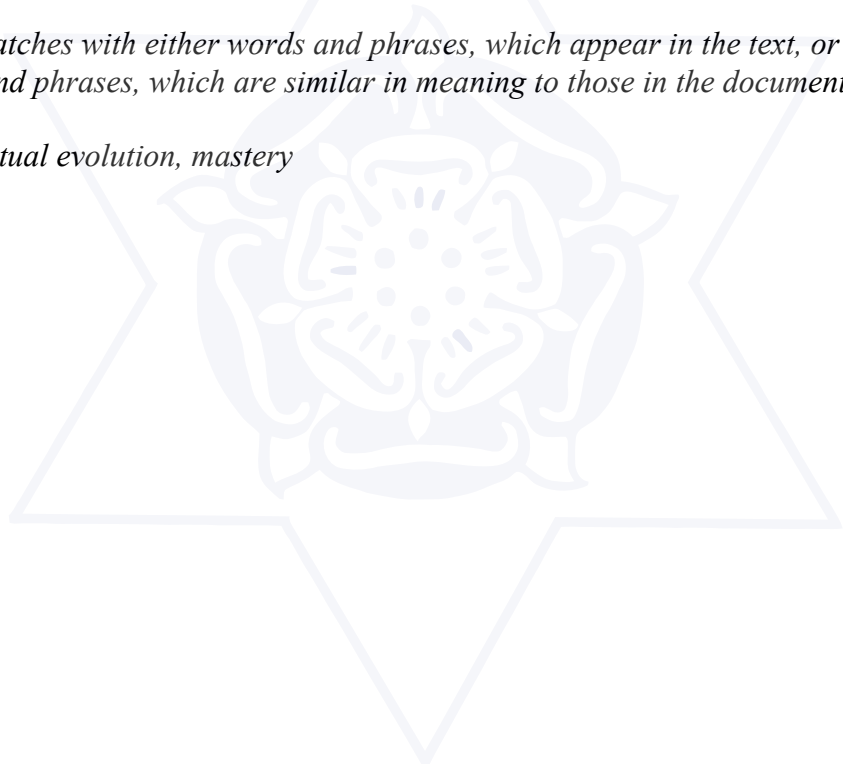 atches with either words and phrases, which appear in the text, or
nd phrases, which are similar in meaning to those in the document
tual evolution, mastery